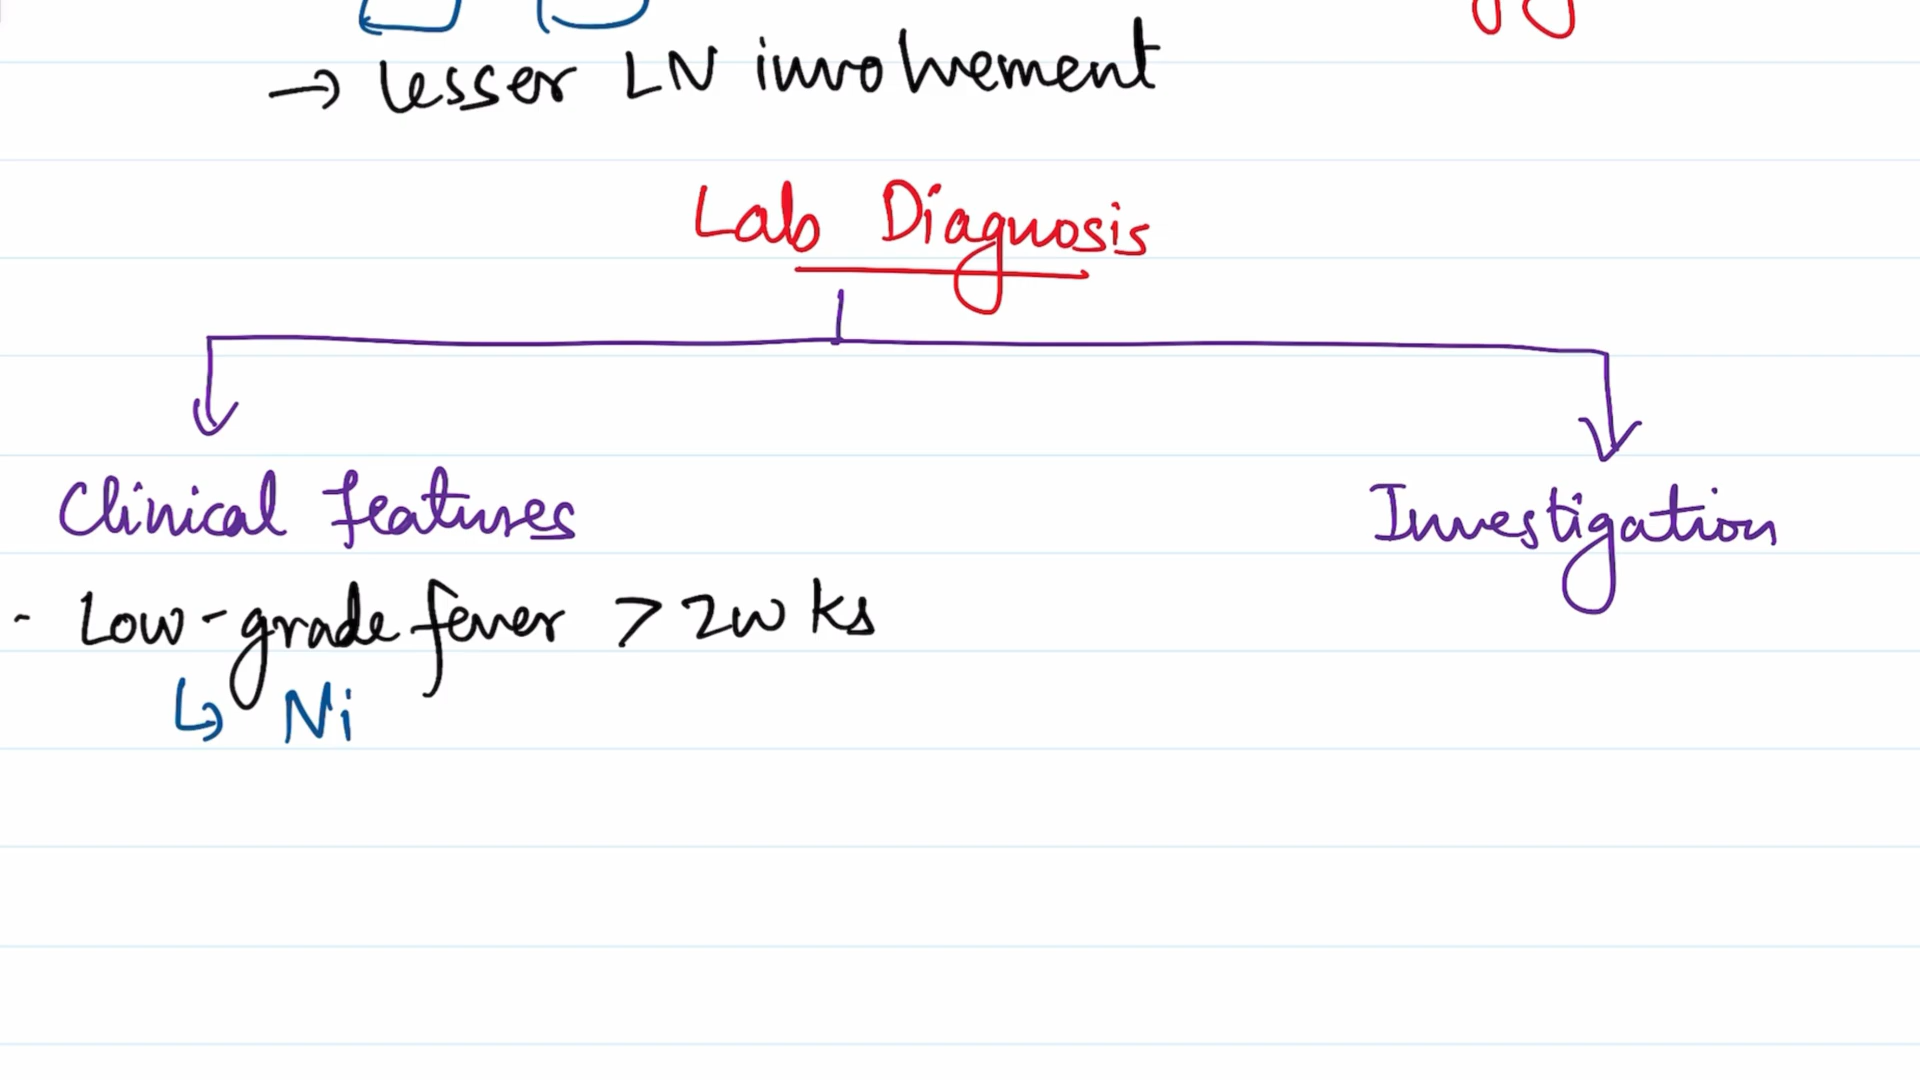 → lesser LN involvement
Lab Diagnosis
Clinical features
Investigation
- Low-grade fever > 2wks
↳ Ni